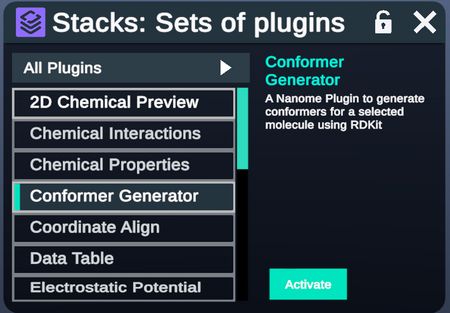 Stacks: Sets of plugins
All Plugins
2D Chemical Preview
Chemical Interactions
Chemical Properties
Conformer Generator
Coordinate Align
Data Table
Electrostatic Potential
Conformer
Generator
A Nanome Plugin to generate
conformers for a selected
molecule using RDKit
Activate